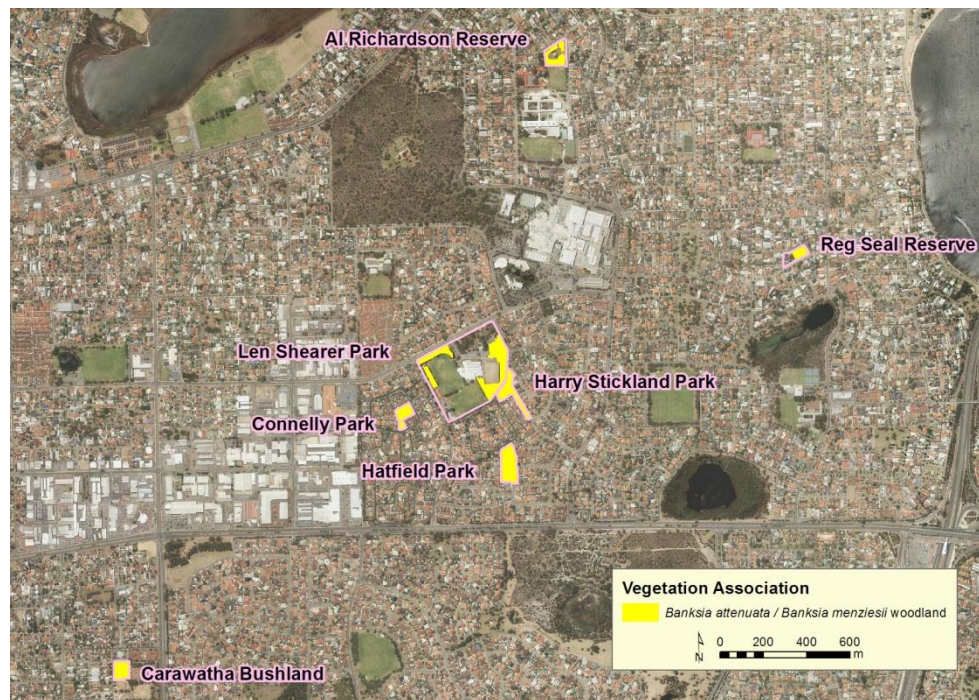 Al Richardson Reserve
Reg Seal Reserve
Len Shearer Park
Harry Stickland Park
Connelly Park
Hatfield Park
Carawatha Bushland
Vegetation Association
Banksia attenuata / Banksia menziesii woodland
N
0 200 400 600
m